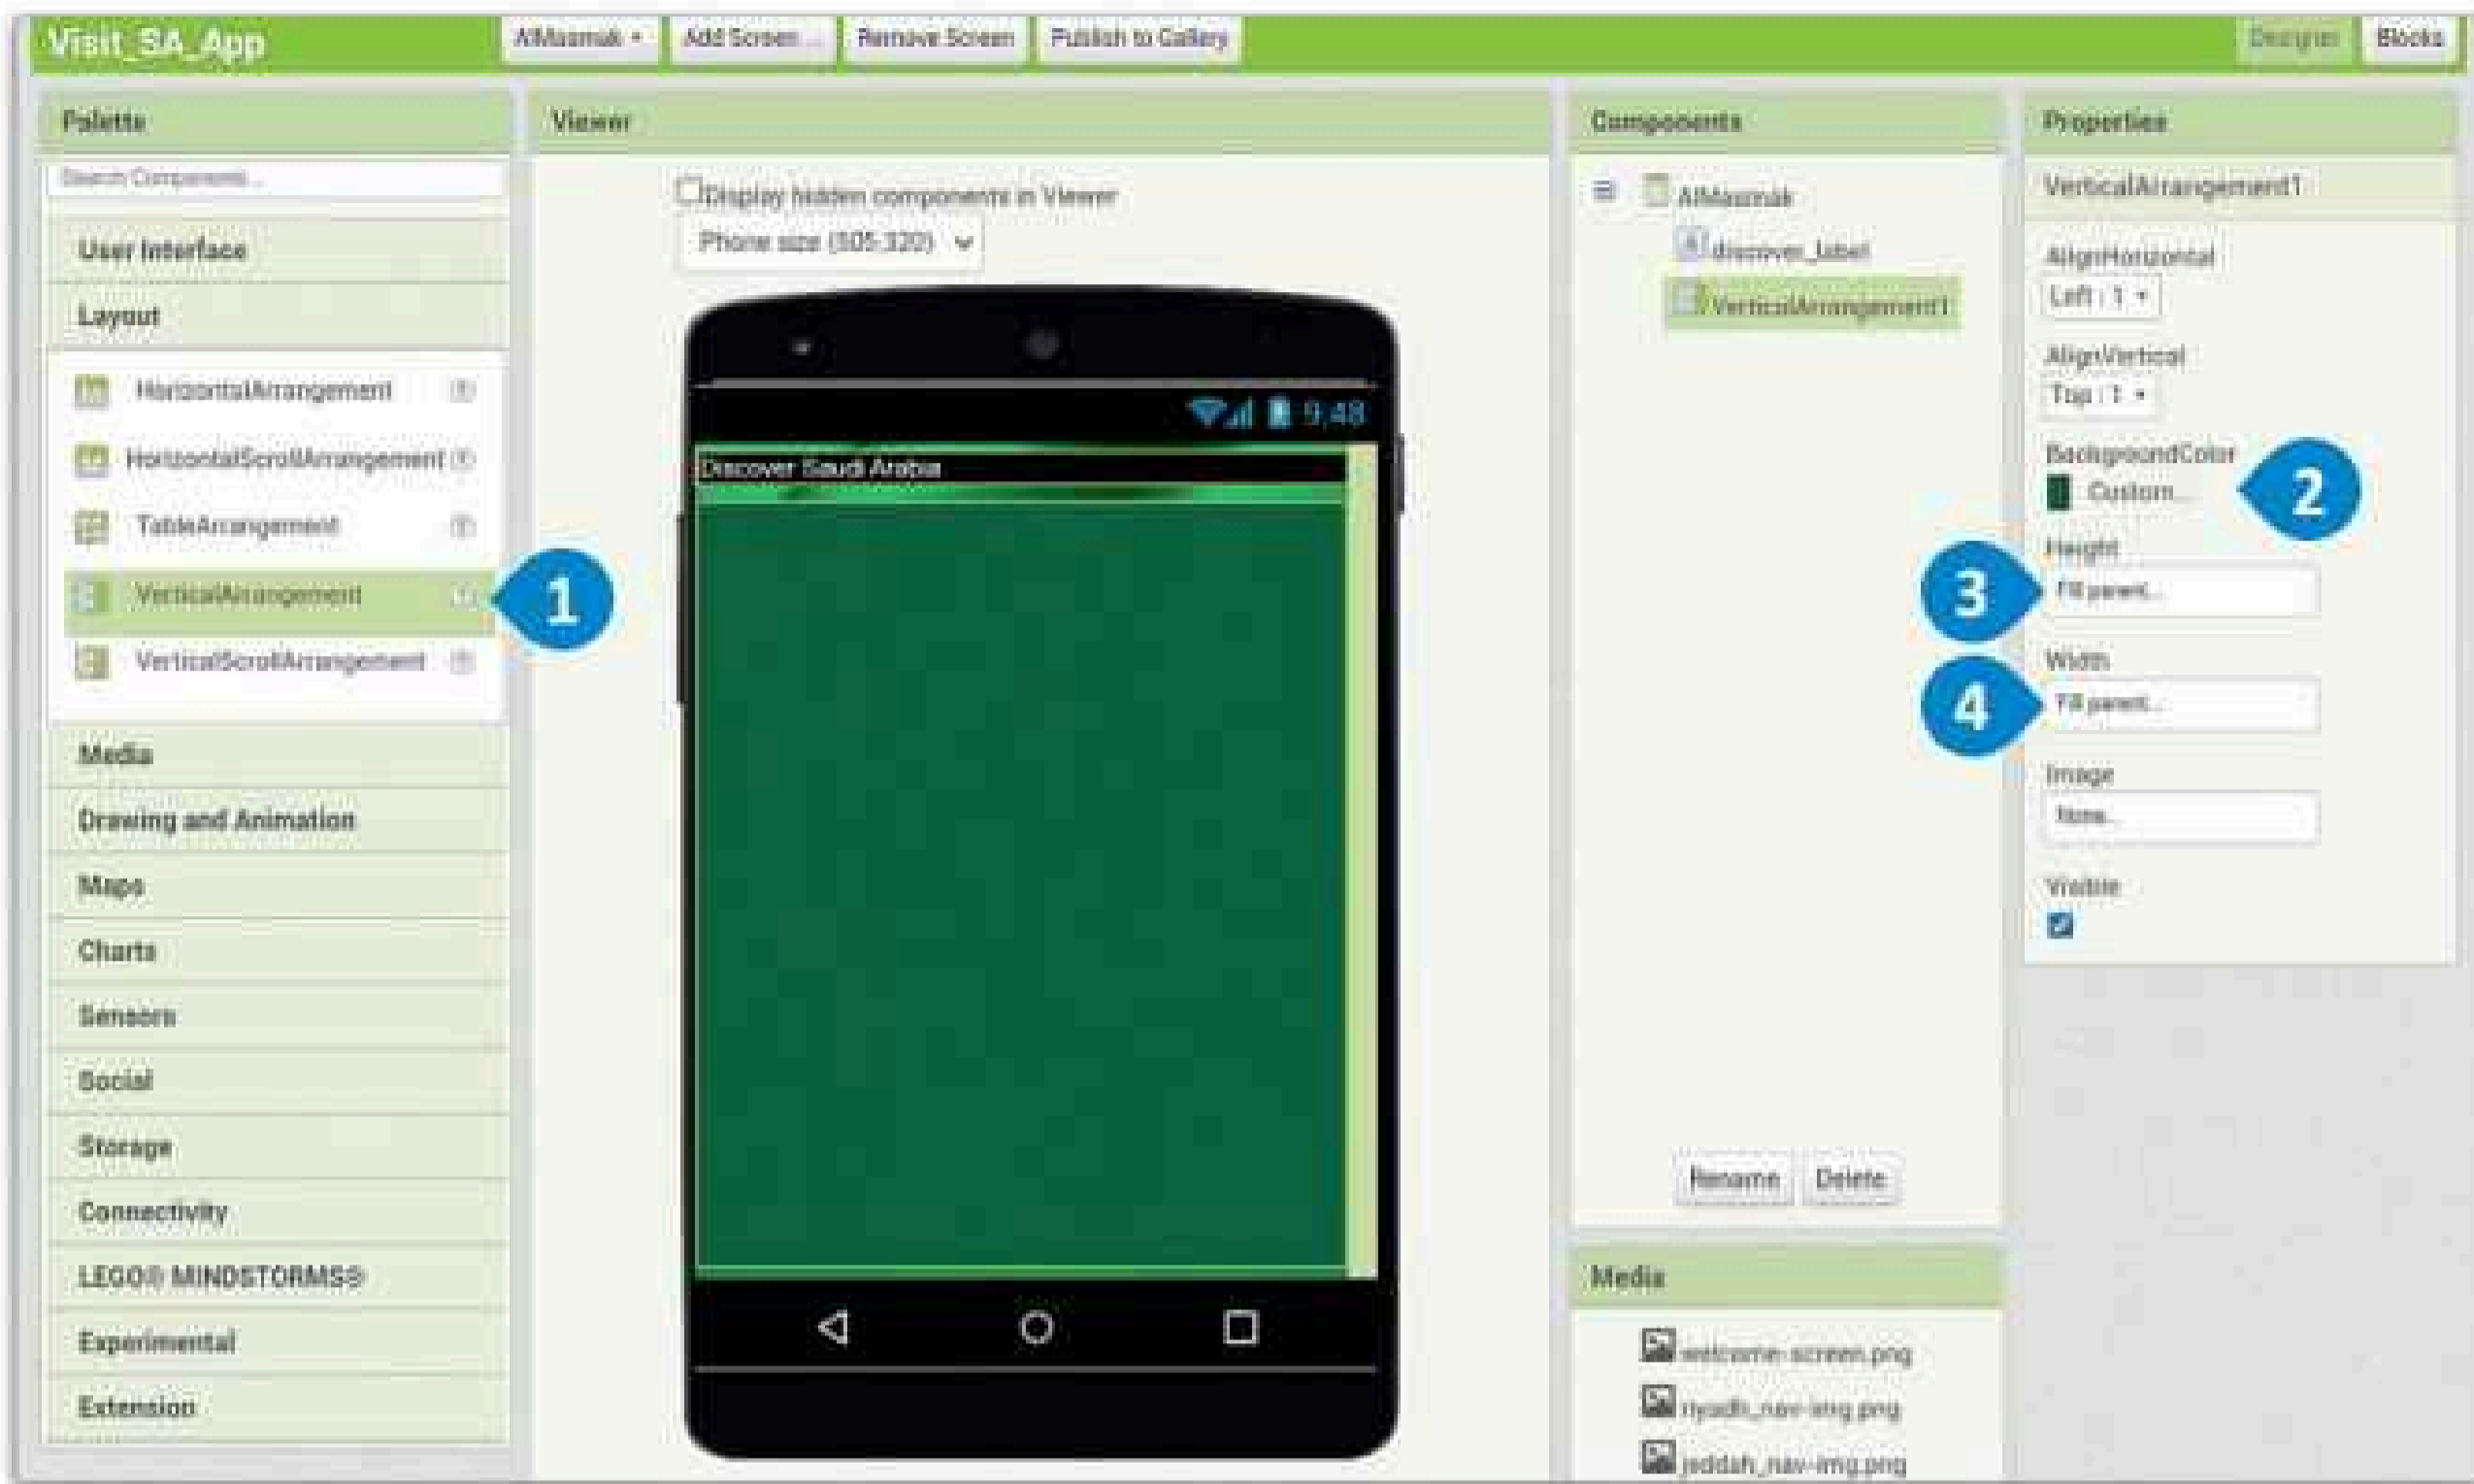 Visit_SA_App
AlMasmak
Add Screen ...
Remove Screen
Publish to Gallery
Designer
Blocks
Palette
Search Components...
User Interface
Layout
HorizontalArrangement
HorizontalScrollArrangement
TableArrangement
VerticalArrangement
VerticalScrollArrangement
1
Media
Drawing and Animation
Maps
Charts
Sensors
Social
Storage
Connectivity
LEGO® MINDSTORMS®
Experimental
Extension
Viewer
Display hidden components in Viewer
Phone size (505,320)
9:48
Discover Saudi Arabia
Components
AlMasmak
discover_label
VerticalArrangement1
Rename
Delete
Media
welcome-screen.png
riyadh_nav-img.png
jeddah_nav-img.png
Properties
VerticalArrangement1
AlignHorizontal
Left : 1
AlignVertical
Top : 1
BackgroundColor
Custom...
2
Height
3
Fill parent...
Width
4
Fill parent...
Image
None...
Visible